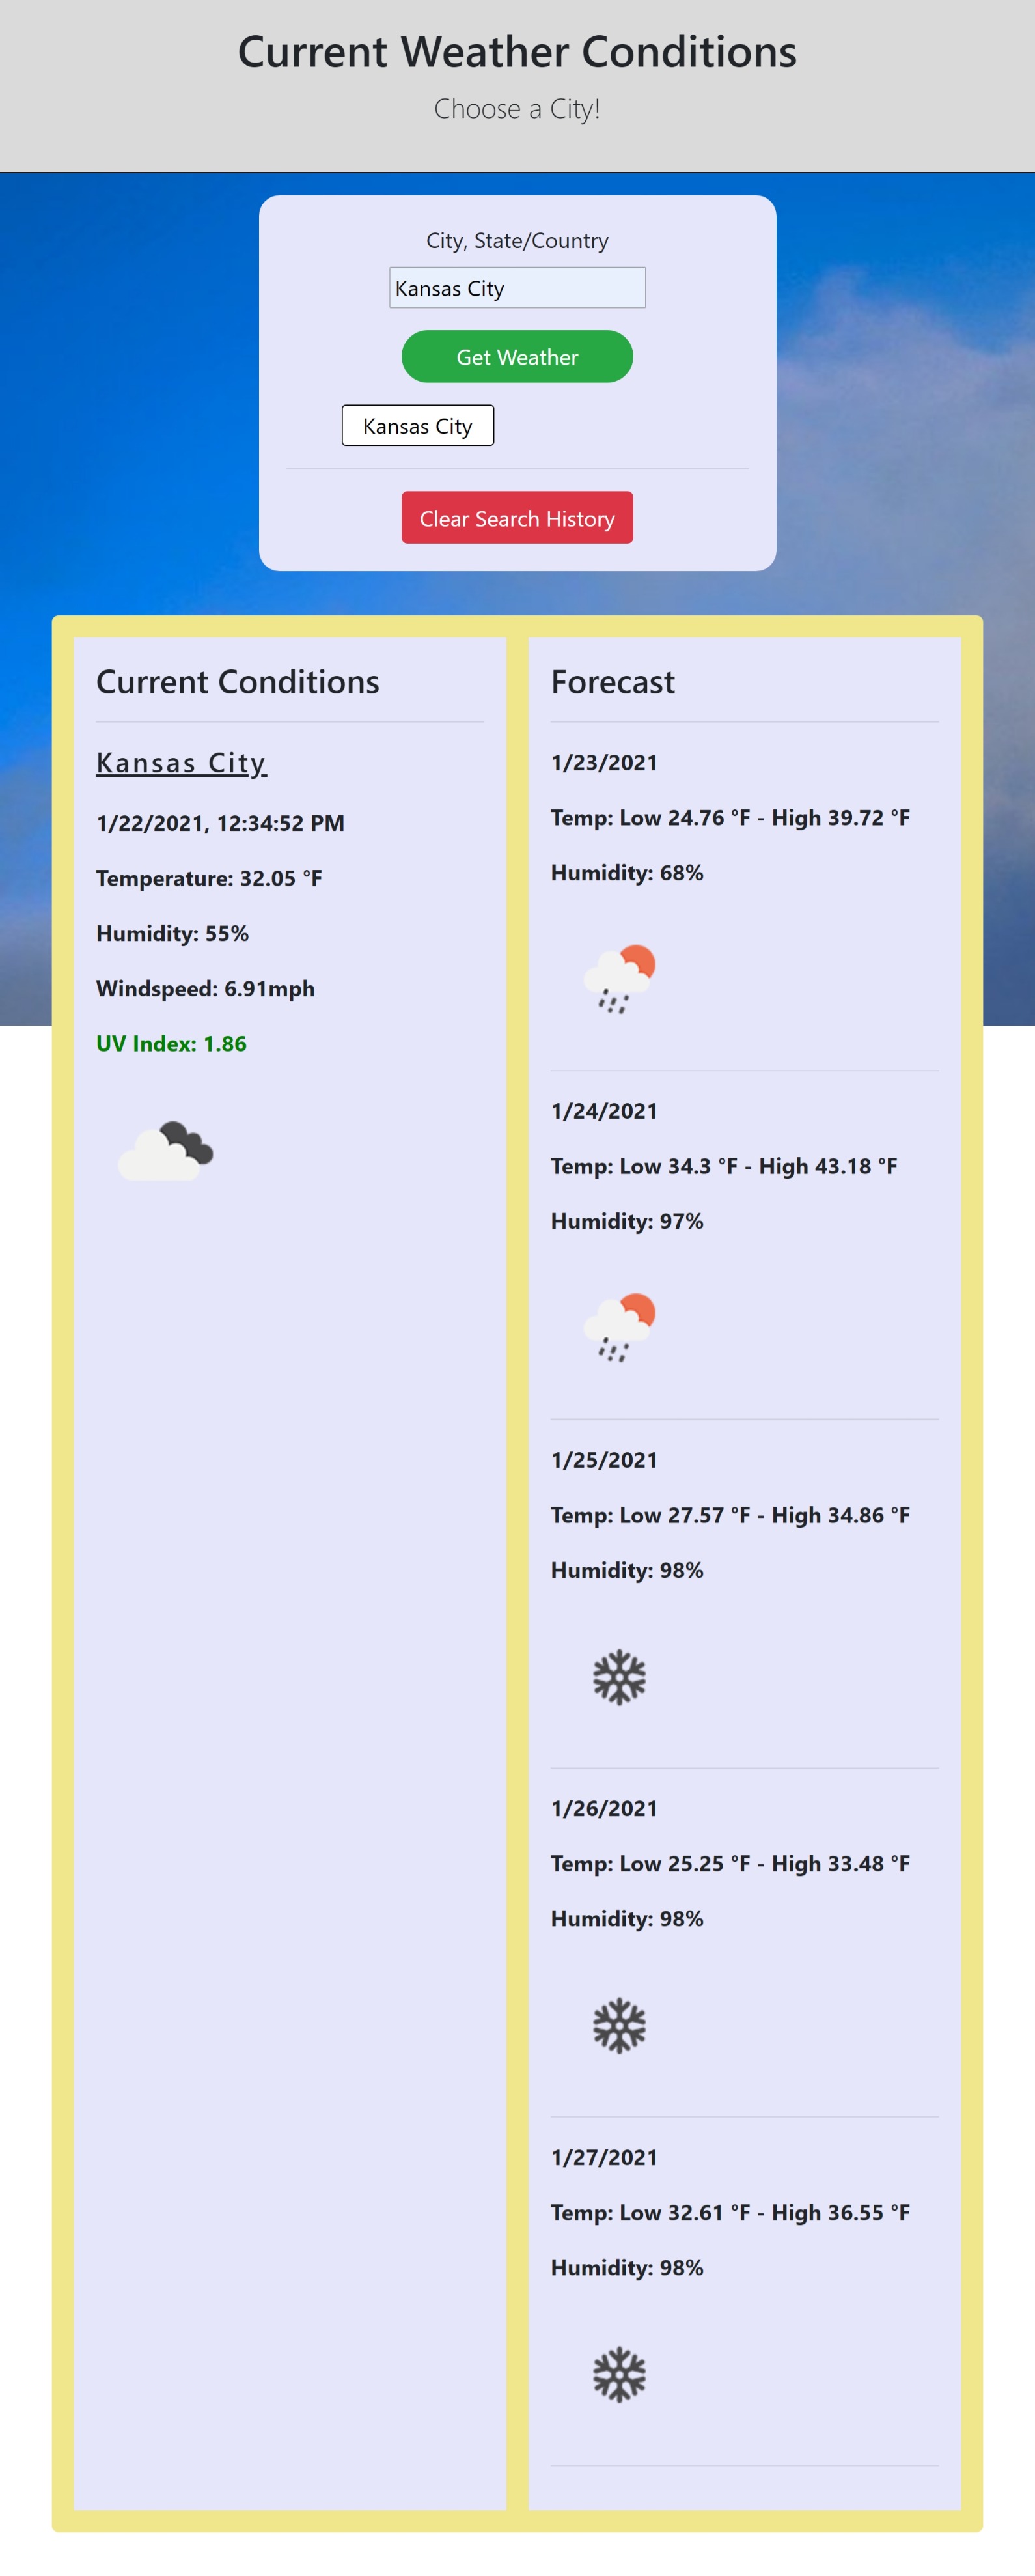 Current Weather Conditions
Choose a City!
City, State/Country
Kansas City
Get Weather
Kansas City
Clear Search History
Current Conditions
Kansas City
1/22/2021, 12:34:52 PM
Temperature: 32.05 °F
Humidity: 55%
Windspeed: 6.91mph
UV Index: 1.86
Forecast
1/23/2021
Temp: Low 24.76 °F - High 39.72 °F
Humidity: 68%
1/24/2021
Temp: Low 34.3 °F - High 43.18 °F
Humidity: 97%
1/25/2021
Temp: Low 27.57 °F - High 34.86 °F
Humidity: 98%
1/26/2021
Temp: Low 25.25 °F - High 33.48 °F
Humidity: 98%
1/27/2021
Temp: Low 32.61 °F - High 36.55 °F
Humidity: 98%